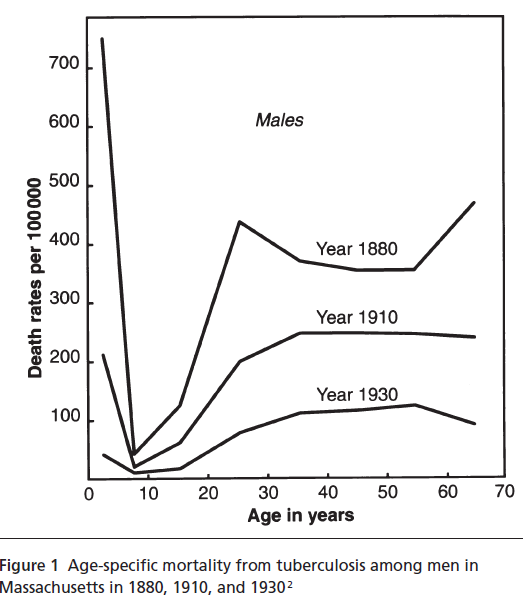 700
600
500
400
300
200
100
Death rates per 100 000
Males
Year 1880
Year 1910
Year 1930
0 10 20 30 40 50 60 70
Age in years
Figure 1 Age-specific mortality from tuberculosis among men in
Massachusetts in 1880, 1910, and 1930²